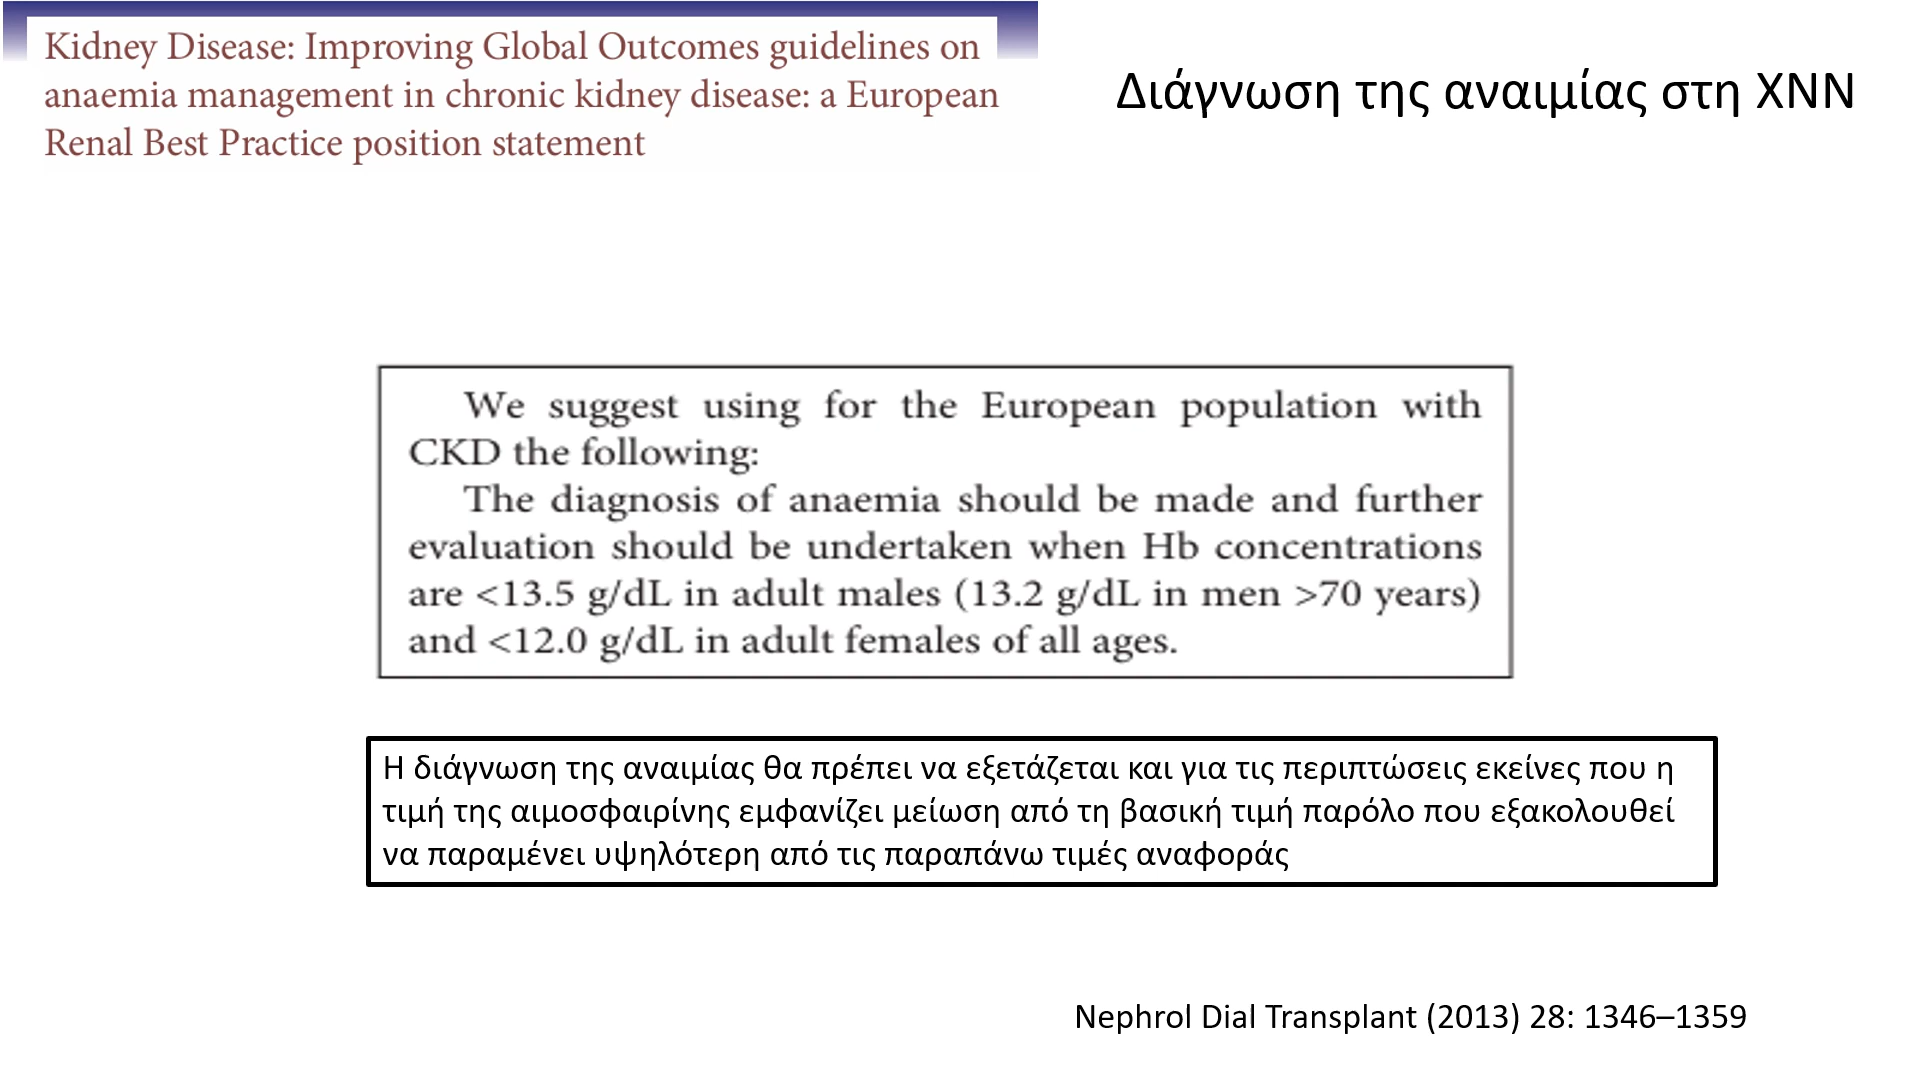 Kidney Disease: Improving Global Outcomes guidelines on
anaemia management in chronic kidney disease: a European
Renal Best Practice position statement
Διάγνωση της αναιμίας στη ΧΝΝ
We suggest using for the European population with
CKD the following:
The diagnosis of anaemia should be made and further
evaluation should be undertaken when Hb concentrations
are <13.5 g/dL in adult males (13.2 g/dL in men >70 years)
and <12.0 g/dL in adult females of all ages.
Η διάγνωση της αναιμίας θα πρέπει να εξετάζεται και για τις περιπτώσεις εκείνες που η
τιμή της αιμοσφαιρίνης εμφανίζει μείωση από τη βασική τιμή παρόλο που εξακολουθεί
να παραμένει υψηλότερη από τις παραπάνω τιμές αναφοράς
Nephrol Dial Transplant (2013) 28: 1346–1359